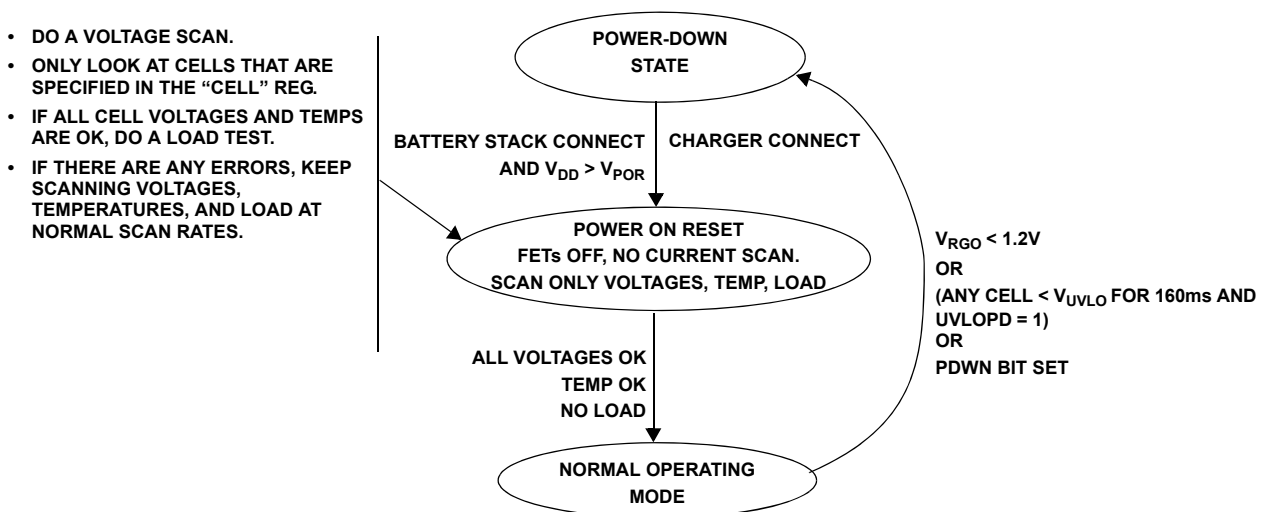 • DO A VOLTAGE SCAN.
• ONLY LOOK AT CELLS THAT ARE
SPECIFIED IN THE “CELL” REG.
• IF ALL CELL VOLTAGES AND TEMPS
ARE OK, DO A LOAD TEST.
• IF THERE ARE ANY ERRORS, KEEP
SCANNING VOLTAGES,
TEMPERATURES, AND LOAD AT
NORMAL SCAN RATES.
POWER-DOWN
STATE
BATTERY STACK CONNECT
AND VDD > VPOR
CHARGER CONNECT
POWER ON RESET
FETs OFF, NO CURRENT SCAN.
SCAN ONLY VOLTAGES, TEMP, LOAD
ALL VOLTAGES OK
TEMP OK
NO LOAD
NORMAL OPERATING
MODE
VRGO < 1.2V
OR
(ANY CELL < VUVLO FOR 160ms AND
UVLOPD = 1)
OR
PDWN BIT SET